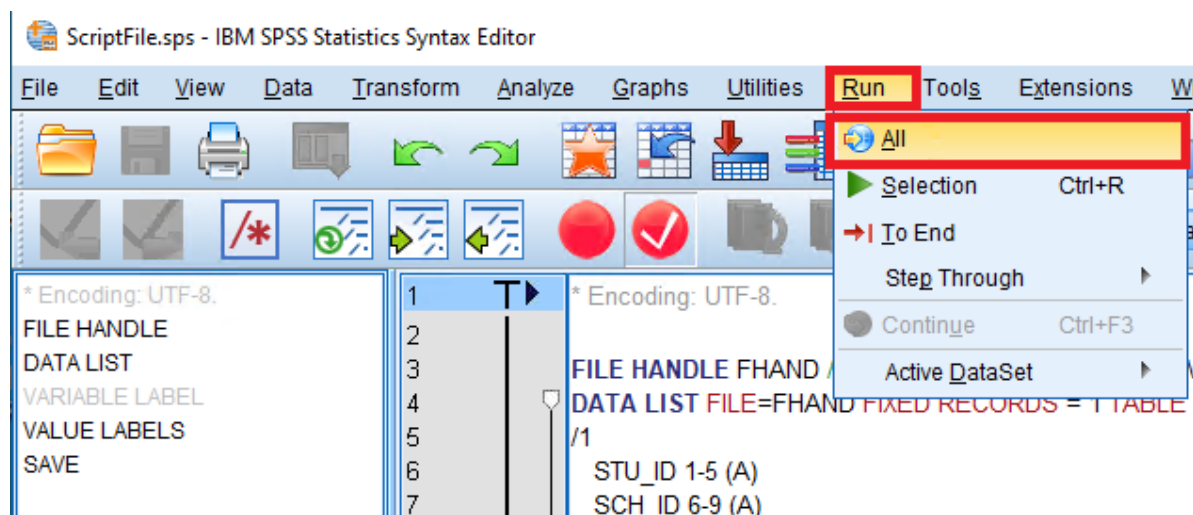 ScriptFile.sps - IBM SPSS Statistics Syntax Editor
File Edit View Data Transform Analyze Graphs Utilities Run Tools Extensions W
All
Selection Ctrl+R
To End
Step Through
Continue Ctrl+F3
Active DataSet
* Encoding: UTF-8.
FILE HANDLE
DATA LIST
VARIABLE LABEL
VALUE LABELS
SAVE
1 * Encoding: UTF-8.
2
3 FILE HANDLE FHAND /
4 DATA LIST FILE=FHAND FIXED RECORDS = 1 TABLE
5 /1
6 STU_ID 1-5 (A)
7 SCH_ID 6-9 (A)